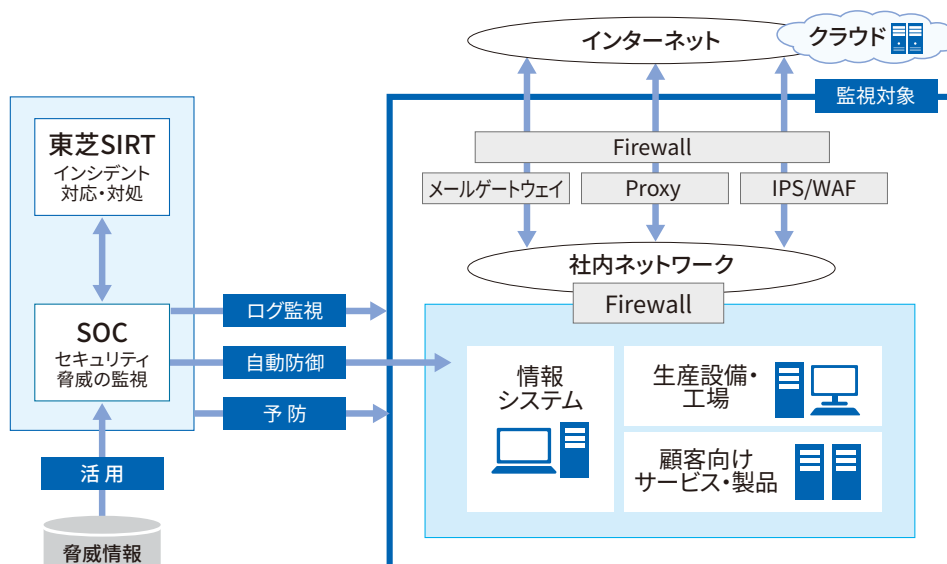 インターネット
クラウド
監視対象
東芝SIRT
インシデント
対応・対処
Firewall
メールゲートウェイ
Proxy
IPS/WAF
社内ネットワーク
Firewall
SOC
セキュリティ
脅威の監視
ログ監視
自動防御
予防
情報
システム
生産設備・
工場
顧客向け
サービス・製品
活用
脅威情報